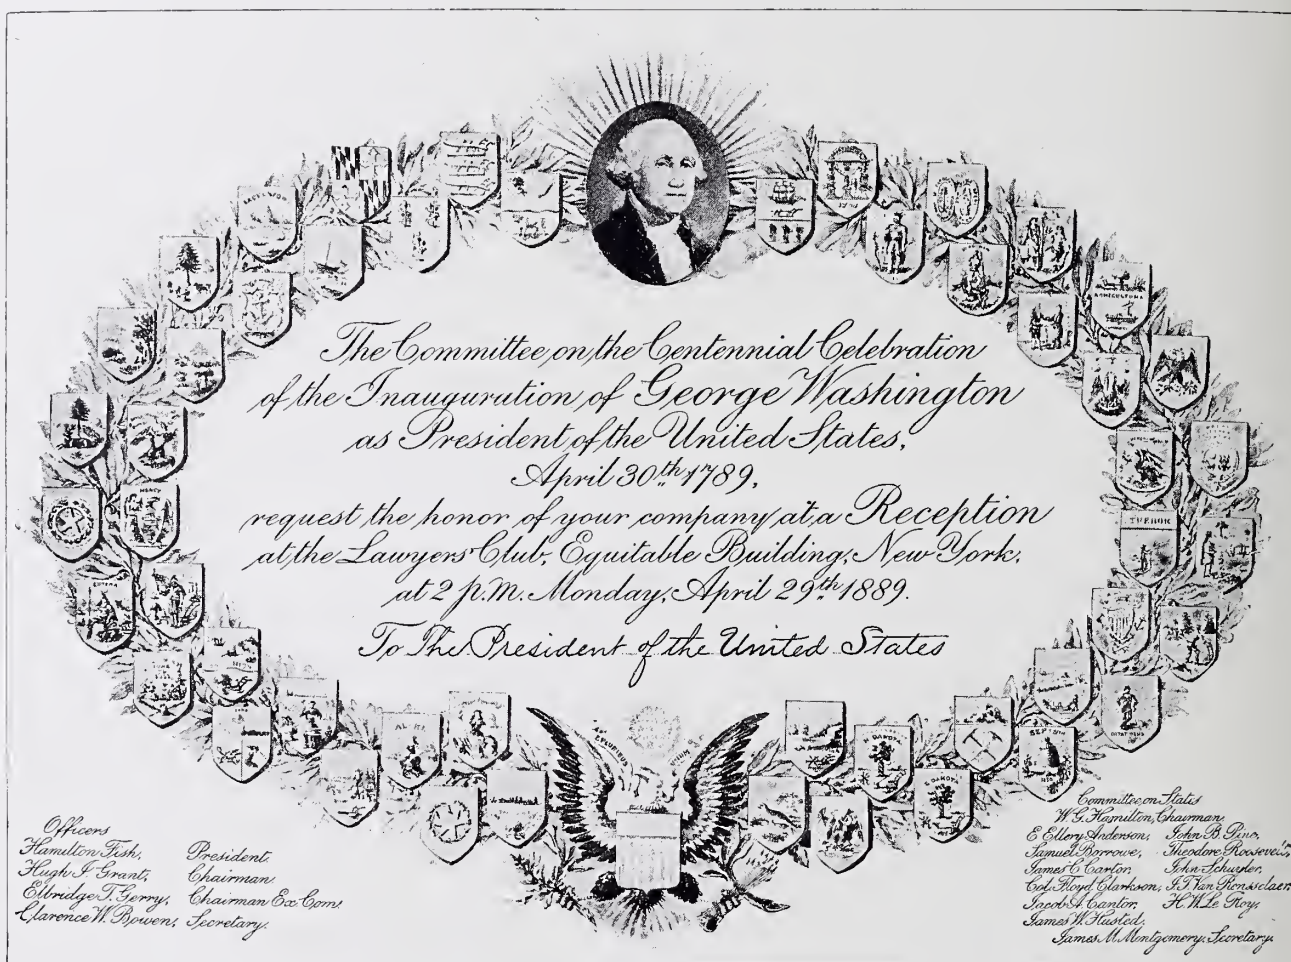 The Committee on the Centennial Celebration
of the Inauguration of George Washington
as President of the United States,
April 30th 1789,
request the honor of your company at a Reception
at the Lawyers' Club, Equitable Building, New York,
at 2 p.m. Monday, April 29th 1889.
To The President of the United States
AGRICULTURE
N. DAKOTA
S. DAKOTA
Officers
Hamilton Fish, President.
Hugh J. Grant, Chairman.
Elbridge T. Gerry, Chairman Ex. Com.
Clarence W. Bowen, Secretary.
Committee on States
W. G. Hamilton, Chairman,
E Ellery Anderson, John B. Pine,
Samuel Borrowe, Theodore Roosevelt,
James C. Carter, John Schuyler,
Col. Floyd Clarkson, J. T. Van Rensselaer,
Jacob A. Cantor, H. W. Le Roy,
James W. Husted,
James M. Montgomery, Secretary.